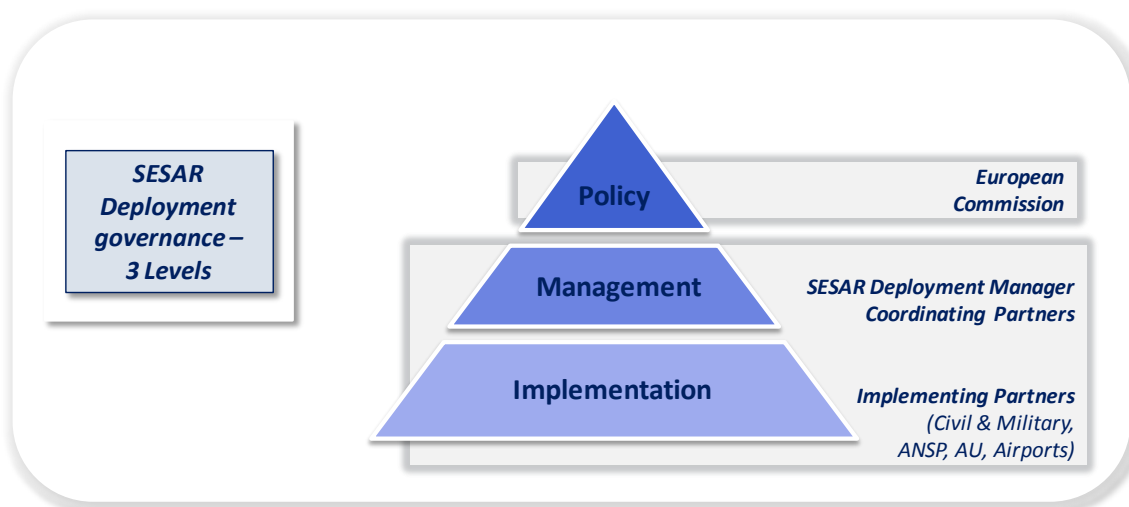 SESAR
Deployment
governance –
3 Levels
Policy
European
Commission
Management
SESAR Deployment Manager
Coordinating Partners
Implementation
Implementing Partners
(Civil & Military,
ANSP, AU, Airports)